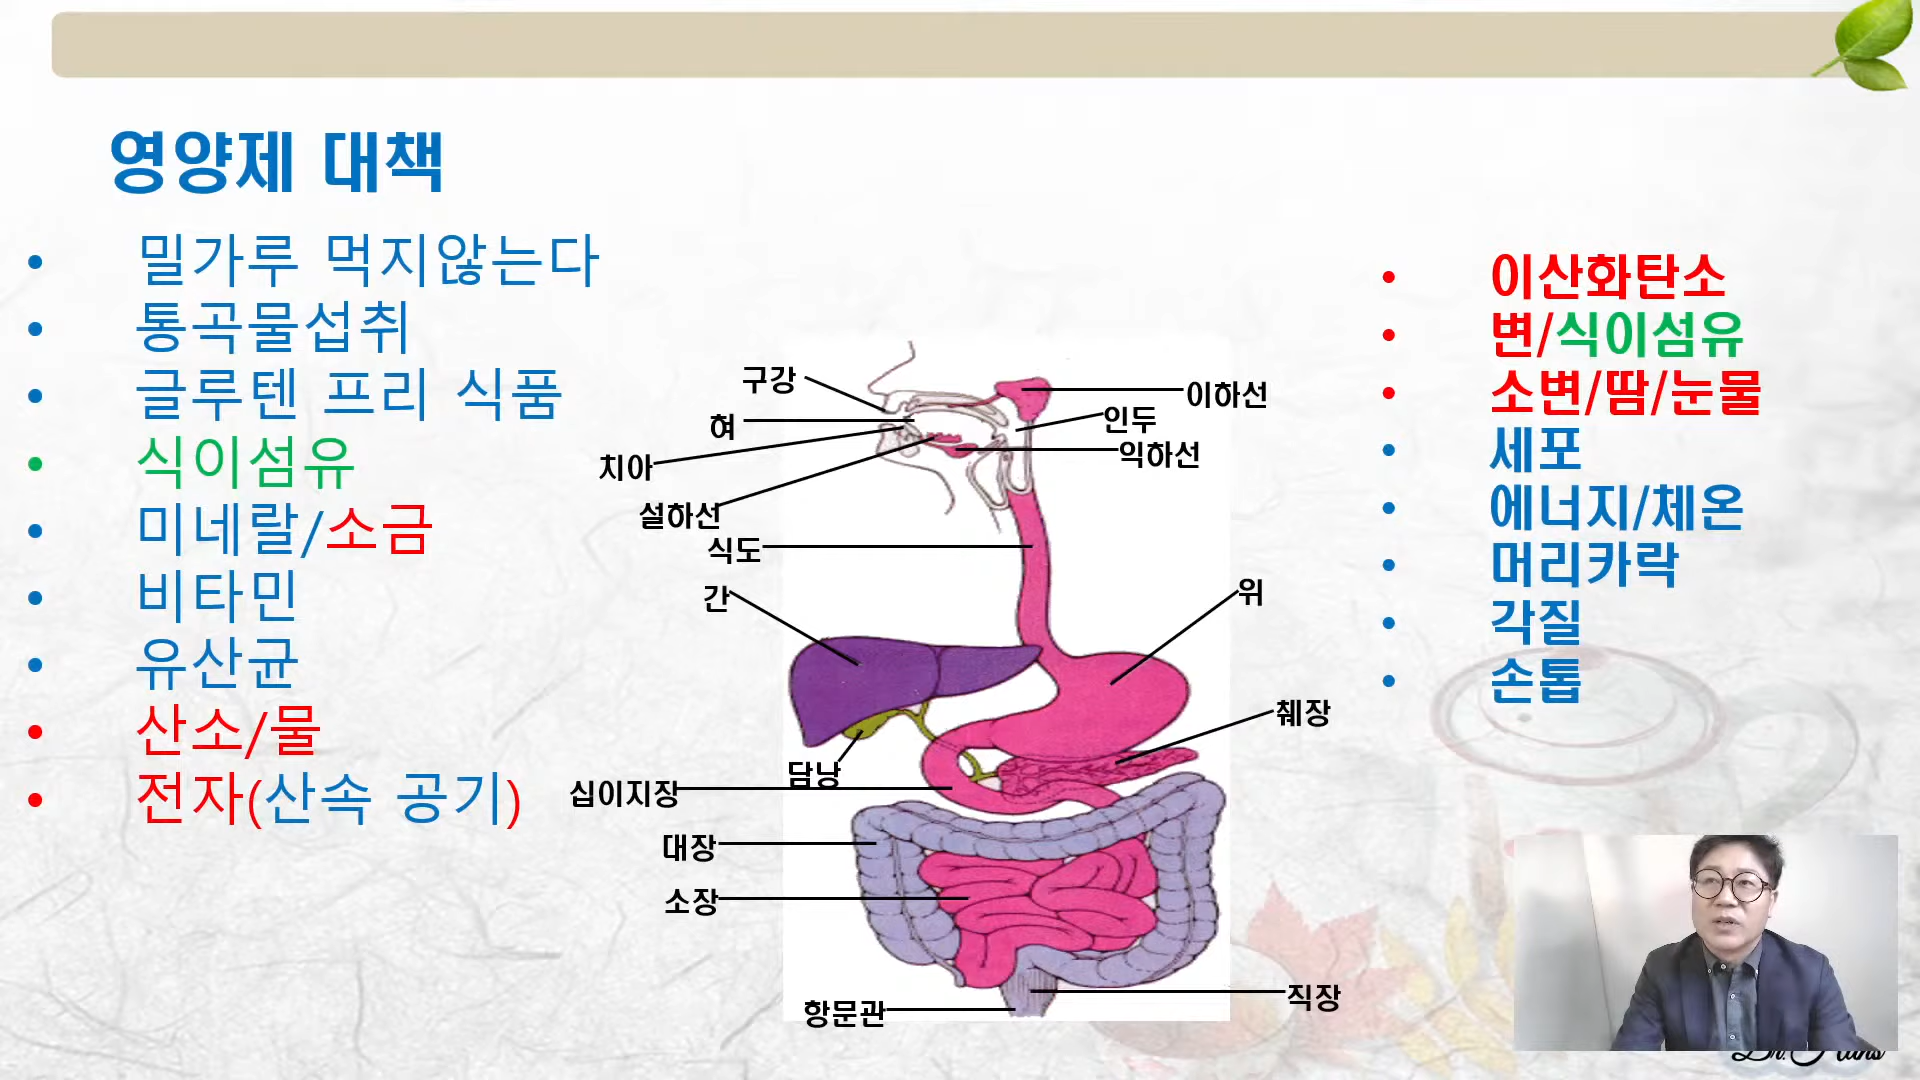 영양제 대책
• 밀가루 먹지않는다
• 통곡물섭취
• 글루텐 프리 식품
• 식이섬유
• 미네랄/소금
• 비타민
• 유산균
• 산소/물
• 전자(산속 공기)
구강
혀
치아
설하선
식도
간
담낭
십이지장
대장
소장
항문관
이하선
인두
악하선
위
췌장
직장
• 이산화탄소
• 변/식이섬유
• 소변/땀/눈물
• 세포
• 에너지/체온
• 머리카락
• 각질
• 손톱